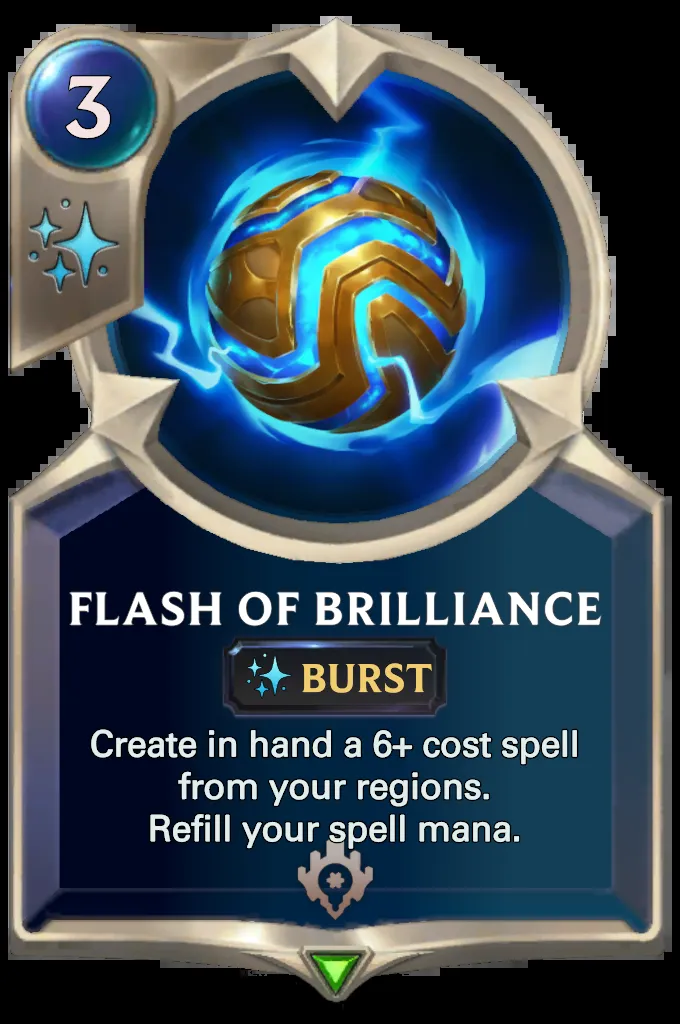 3
FLASH OF BRILLIANCE
BURST
Create in hand a 6+ cost spell
from your regions.
Refill your spell mana.